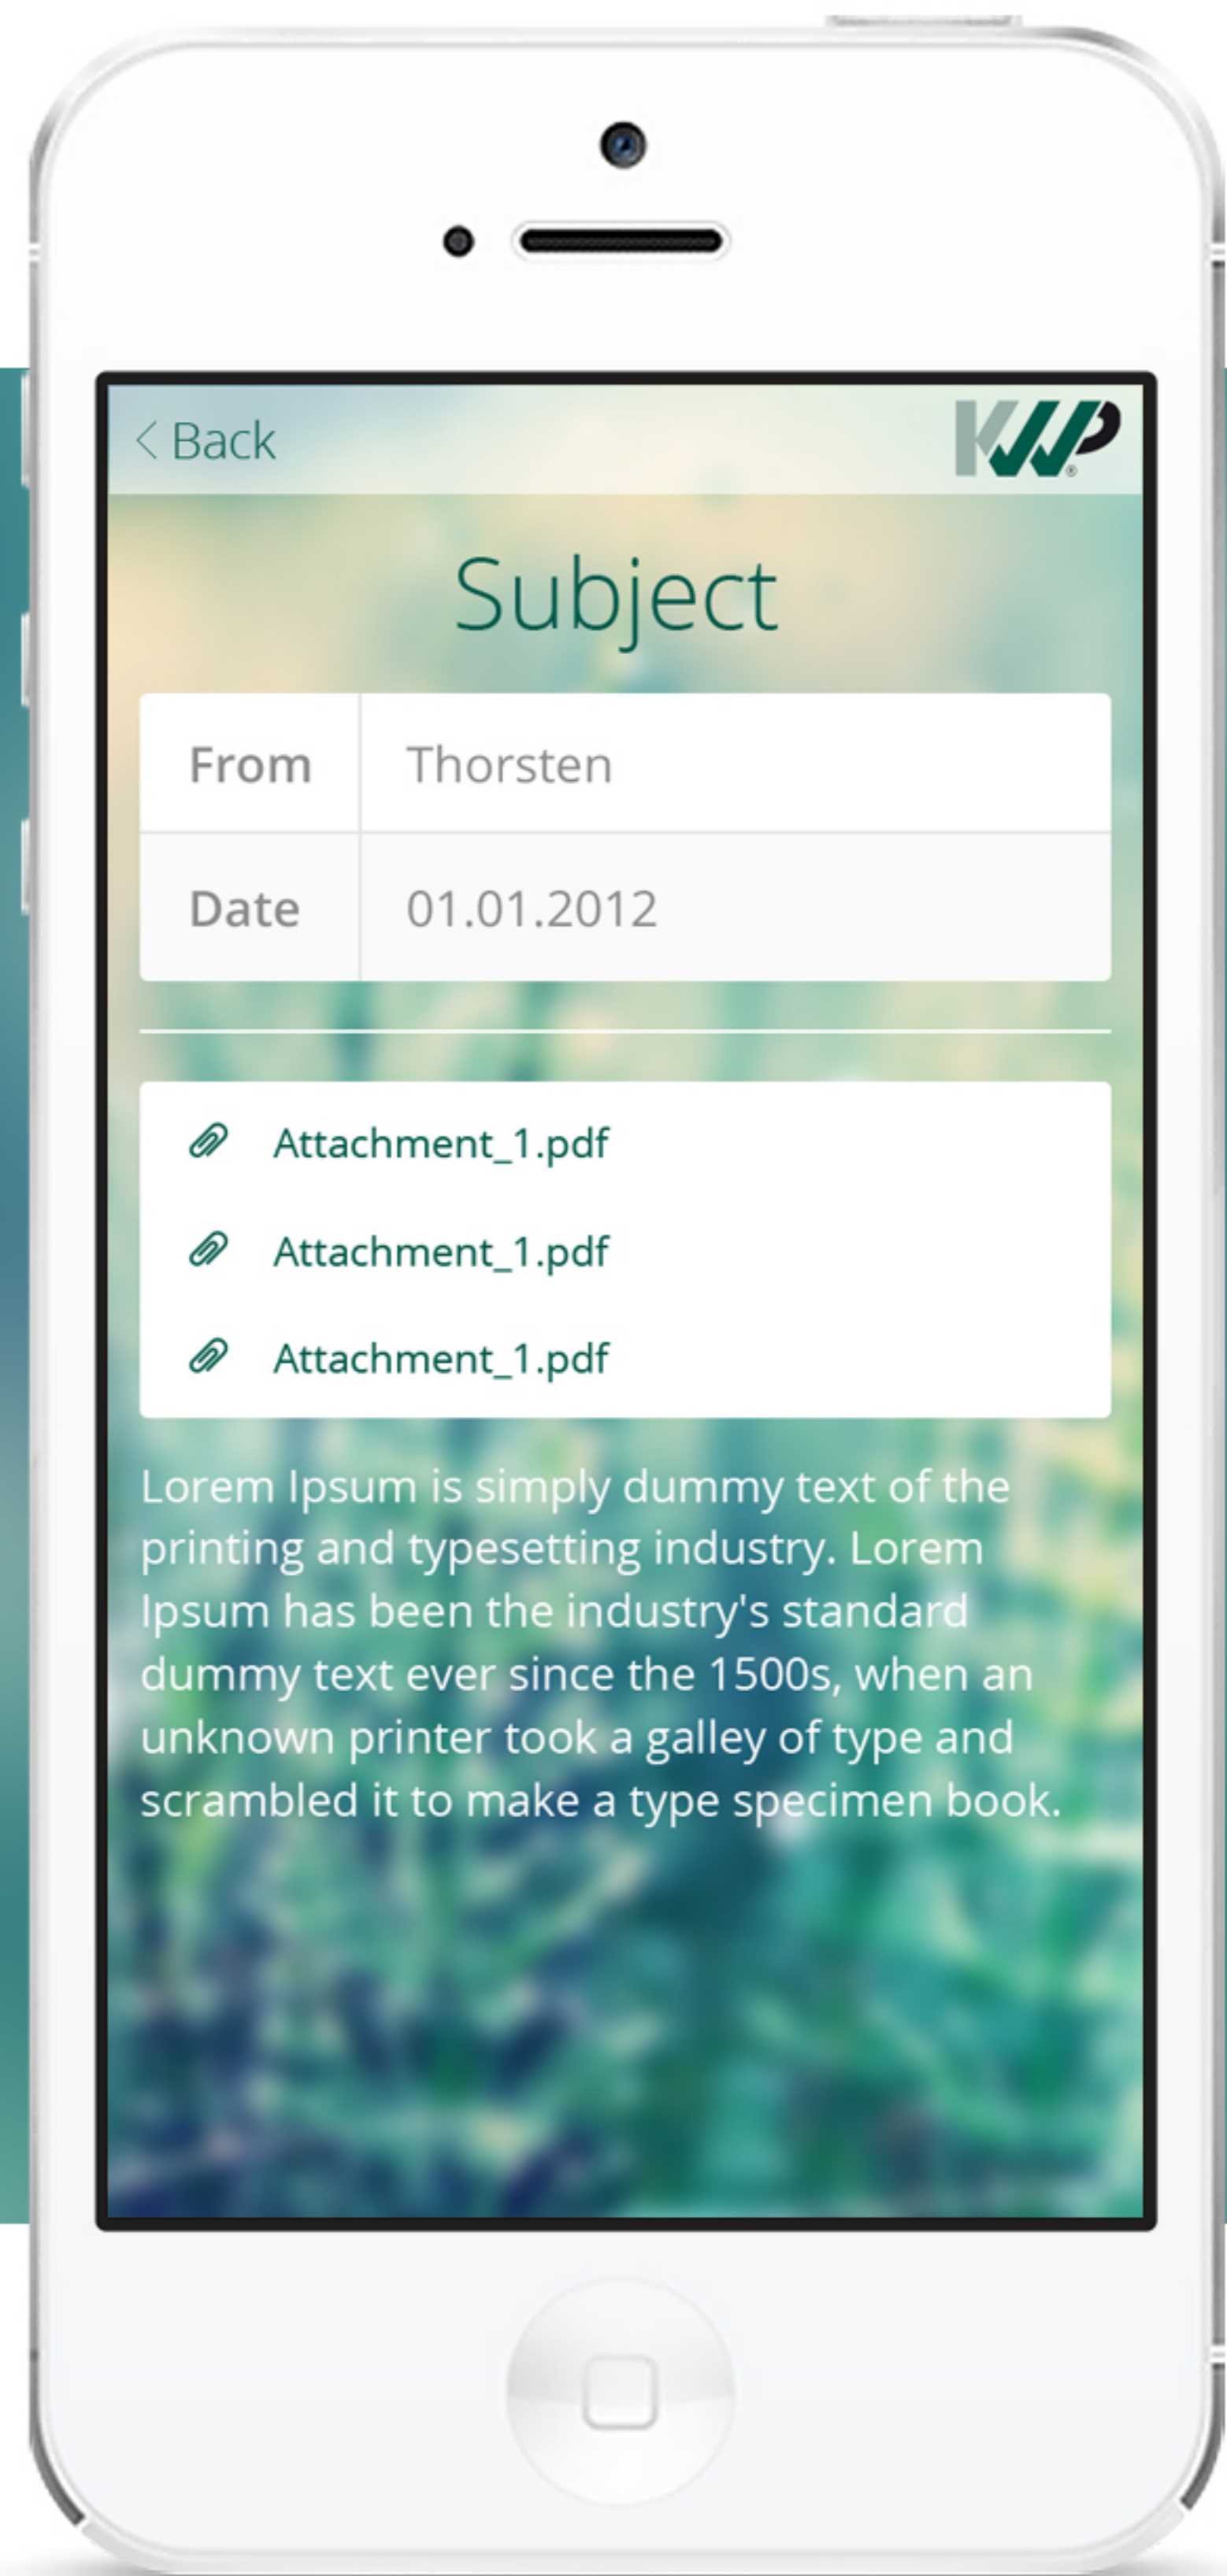 < Back
KWP®
Subject
From Thorsten
Date 01.01.2012
Attachment_1.pdf
Attachment_1.pdf
Attachment_1.pdf
Lorem Ipsum is simply dummy text of the
printing and typesetting industry. Lorem
Ipsum has been the industry's standard
dummy text ever since the 1500s, when an
unknown printer took a galley of type and
scrambled it to make a type specimen book.